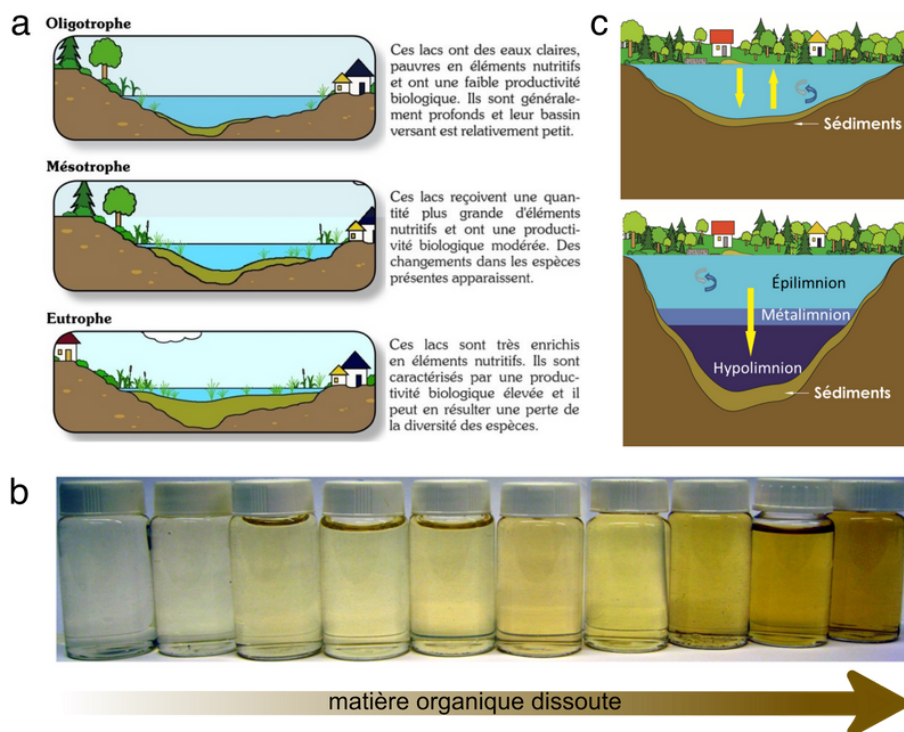 a
Oligotrophe
Ces lacs ont des eaux claires,
pauvres en éléments nutritifs
et ont une faible productivité
biologique. Ils sont générale-
ment profonds et leur bassin
versant est relativement petit.
Mésotrophe
Ces lacs reçoivent une quan-
tité plus grande d'éléments
nutritifs et ont une producti-
vité biologique modérée. Des
changements dans les espèces
présentes apparaissent.
Eutrophe
Ces lacs sont très enrichis
en éléments nutritifs. Ils sont
caractérisés par une produc-
tivité biologique élevée et il
peut en résulter une perte de
la diversité des espèces.
c
Sédiments
Épilimnion
Métalimnion
Hypolimnion
Sédiments
b
matière organique dissoute